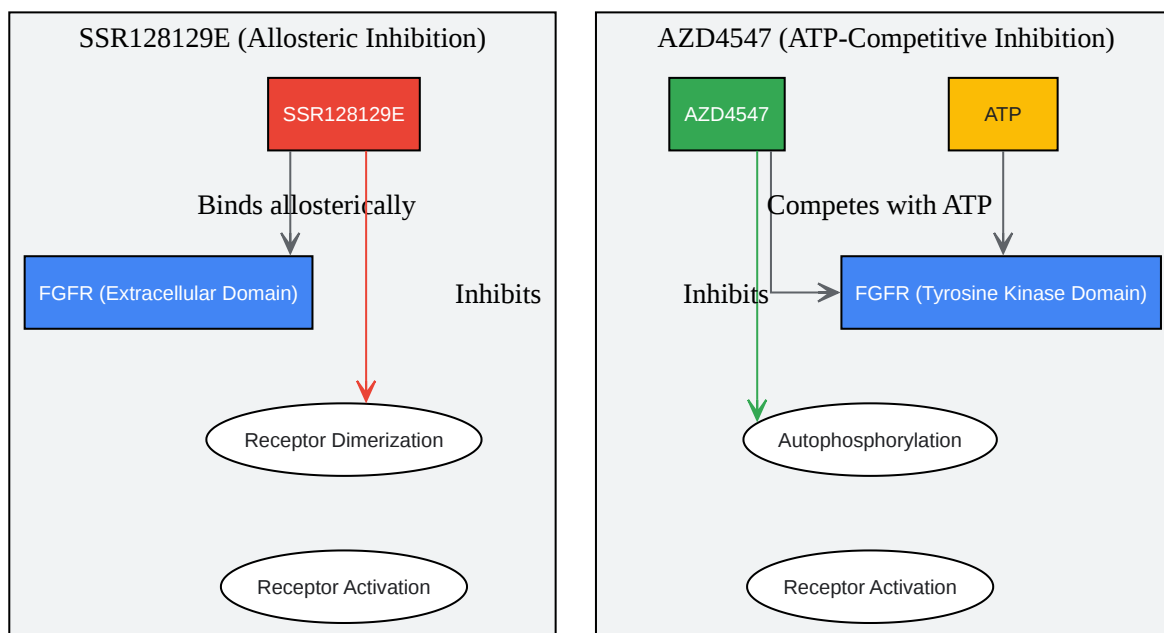 SSR128129E (Allosteric Inhibition)
SSR128129E
Binds allosterically
FGFR (Extracellular Domain)
Inhibits
Receptor Dimerization
Receptor Activation
AZD4547 (ATP-Competitive Inhibition)
AZD4547
ATP
Competes with ATP
Inhibits
FGFR (Tyrosine Kinase Domain)
Autophosphorylation
Receptor Activation